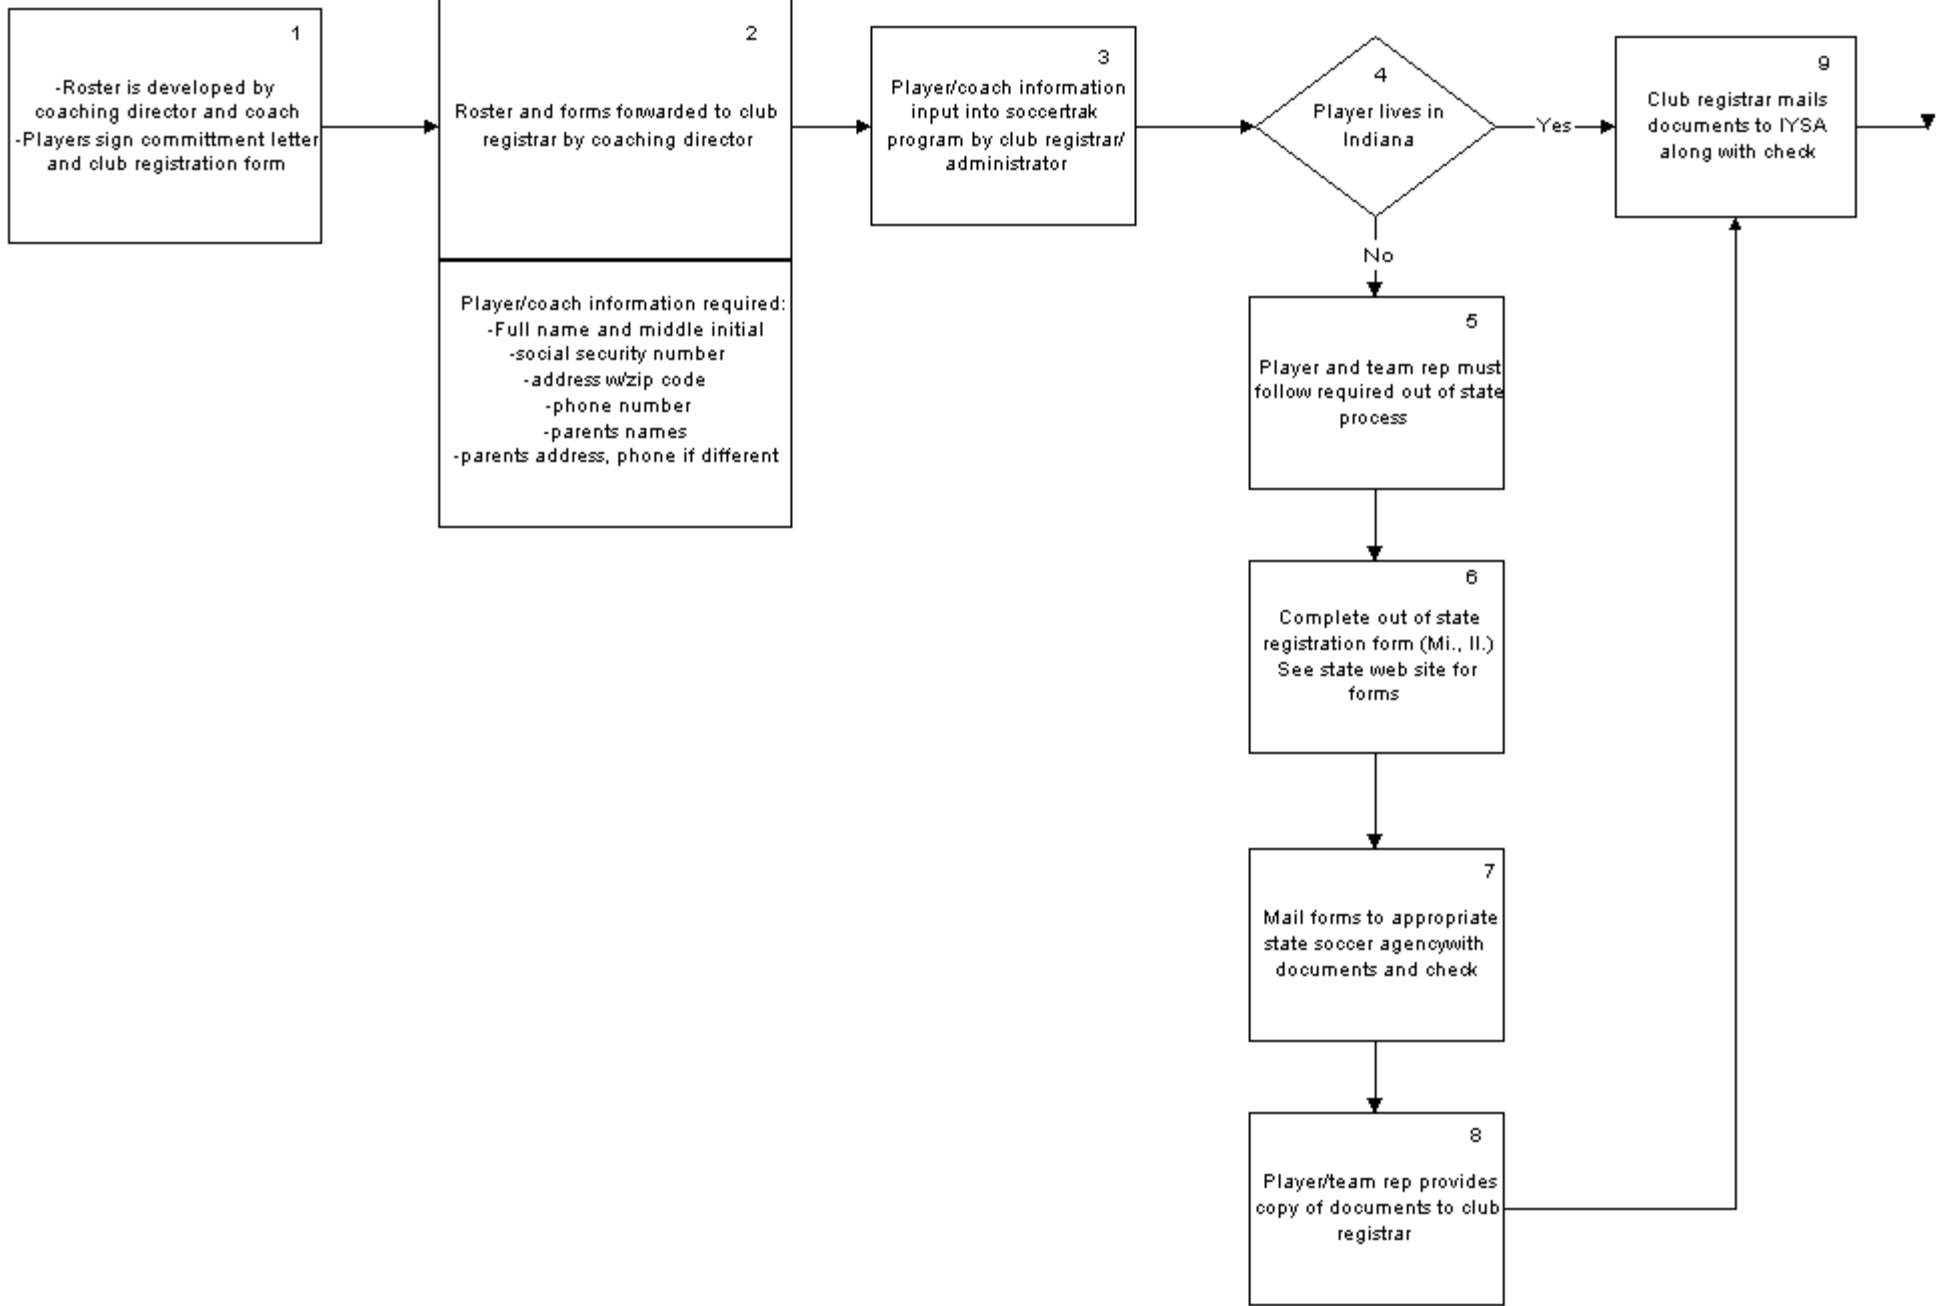 1
-Roster is developed by
coaching director and coach
-Players sign committment letter
and club registration form
2
Roster and forms forwarded to club
registrar by coaching director
Player/coach information required:
-Full name and middle initial
-social security number
-address w/zip code
-phone number
-parents names
-parents address, phone if different
3
Player/coach information
input into soccertrak
program by club registrar/
administrator
4
Player lives in
Indiana
Yes
No
5
Player and team rep must
follow required out of state
process
6
Complete out of state
registration form (Mi., Il.)
See state web site for
forms
7
Mail forms to appropriate
state soccer agencywith
documents and check
8
Player/team rep provides
copy of documents to club
registrar
9
Club registrar mails
documents to IYSA
along with check